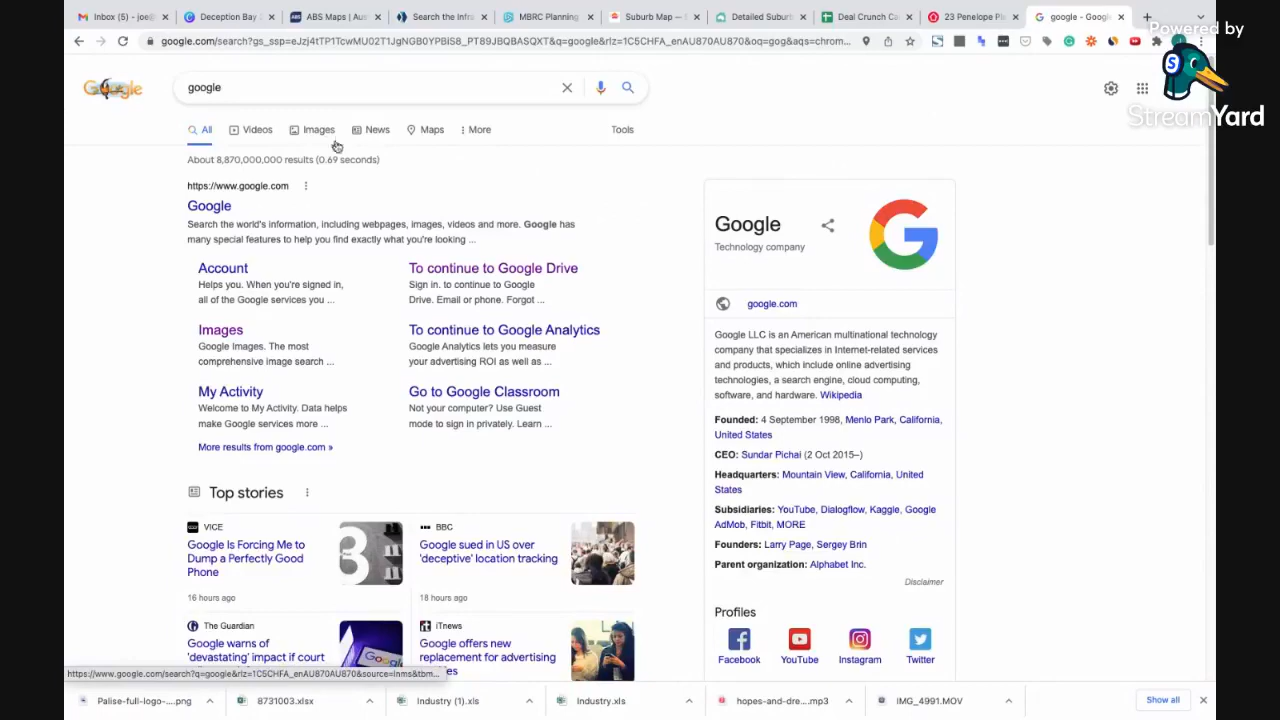 Inbox (5) - joe@
Deception Bay
ABS Maps | Aus
Search the Infra
MBRC Planning
Suburb Map —
Detailed Suburb
Deal Crunch Ca
23 Penelope Pl
google - Google
Powered by
google.com/search?gs_ssp=eJzj4tTP1TcwMU02T1JgNGB0YPBiS8_PT89JBQBASQXT&q=google&rlz=1C5CHFA_enAU870AU870&oq=gog&aqs=chrom...
StreamYard
Google
google
All
Videos
Images
News
Maps
More
Tools
About 8,870,000,000 results (0.69 seconds)
https://www.google.com
Google
Search the world's information, including webpages, images, videos and more. Google has
many special features to help you find exactly what you're looking ...
Account
Helps you. When you're signed in,
all of the Google services you ...
To continue to Google Drive
Sign in. to continue to Google
Drive. Email or phone. Forgot ...
Images
Google Images. The most
comprehensive image search ...
To continue to Google Analytics
Google Analytics lets you measure
your advertising ROI as well as ...
My Activity
Welcome to My Activity. Data helps
make Google services more ...
Go to Google Classroom
Not your computer? Use Guest
mode to sign in privately. Learn ...
More results from google.com »
Top stories
VICE
Google Is Forcing Me to
Dump a Perfectly Good
Phone
16 hours ago
BBC
Google sued in US over
'deceptive' location tracking
18 hours ago
The Guardian
Google warns of
'devastating' impact if court
iTnews
Google offers new
replacement for advertising
Google
Technology company
google.com
Google LLC is an American multinational technology
company that specializes in Internet-related services
and products, which include online advertising
technologies, a search engine, cloud computing,
software, and hardware. Wikipedia
Founded: 4 September 1998, Menlo Park, California,
United States
CEO: Sundar Pichai (2 Oct 2015–)
Headquarters: Mountain View, California, United
States
Subsidiaries: YouTube, Dialogflow, Kaggle, Google
AdMob, Fitbit, MORE
Founders: Larry Page, Sergey Brin
Parent organization: Alphabet Inc.
Disclaimer
Profiles
Facebook
YouTube
Instagram
Twitter
https://www.google.com/search?q=google&rlz=1C5CHFA_enAU870AU870&source=lnms&tbm...
Palise-full-logo-....png
8731003.xlsx
Industry (1).xls
Industry.xls
hopes-and-dre....mp3
IMG_4991.MOV
Show all